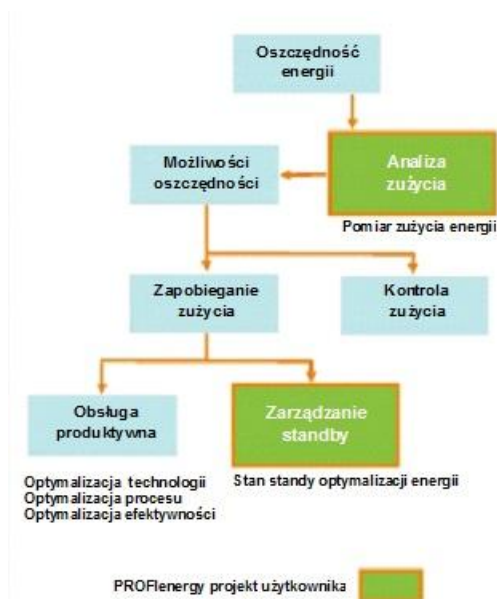 Oszczędność
energii
Możliwości
oszczędności
Analiza
zużycia
Pomiar zużycia energii
Zapobieganie
zużycia
Kontrola
zużycia
Obsługa
produktywna
Zarządzanie
standby
Optymalizacja technologii
Optymalizacja procesu
Optymalizacja efektywności
Stan standy optymalizacji energii
PROFIenergy projekt użytkownika